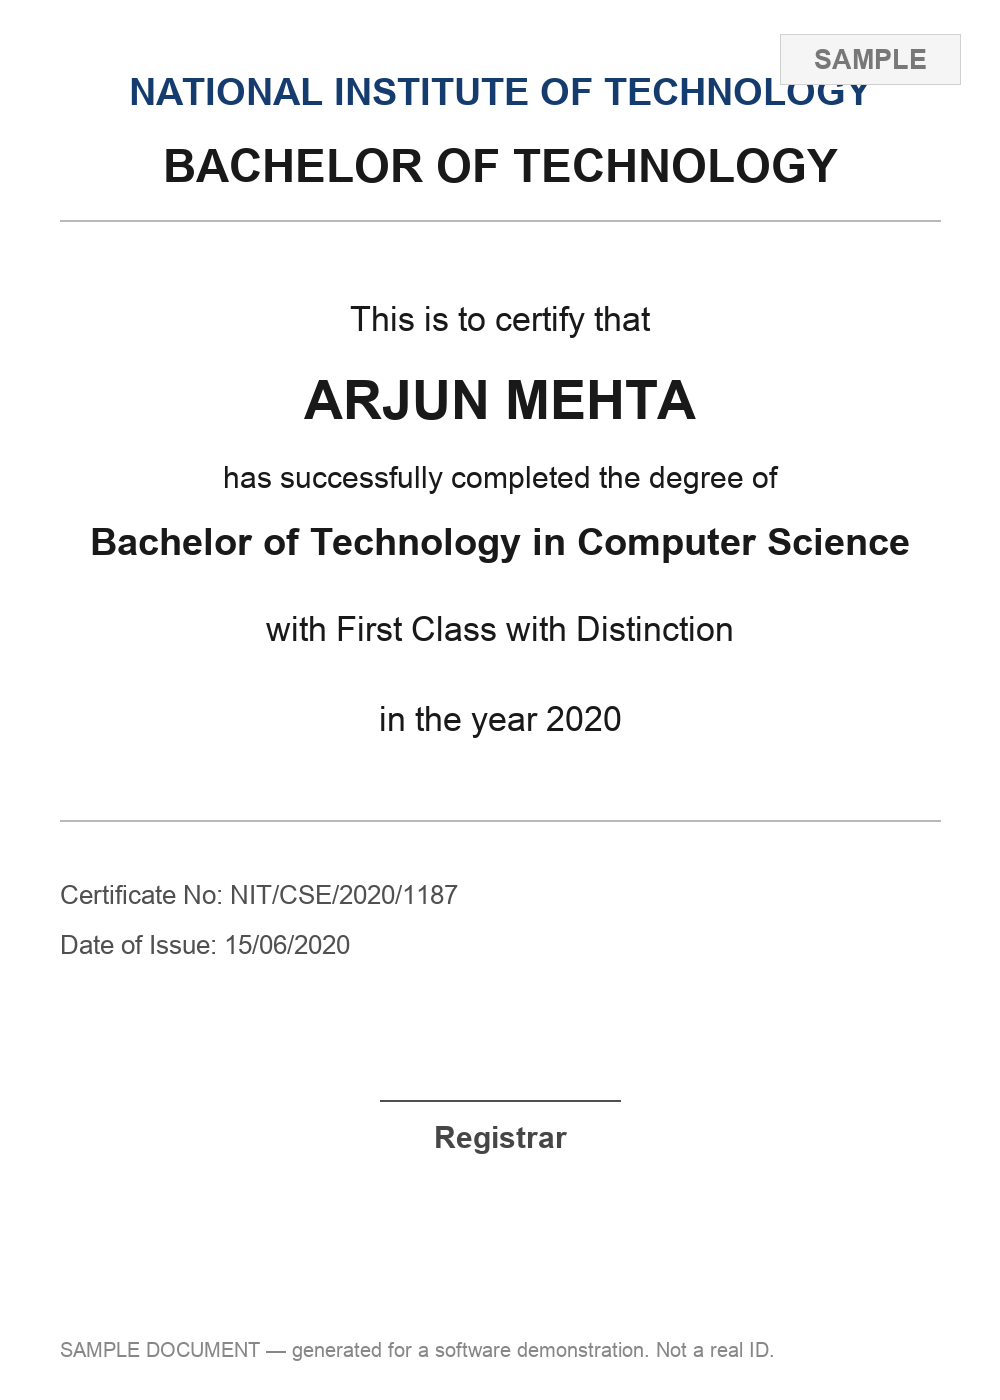 SAMPLE
NATIONAL INSTITUTE OF TECHNOLOGY
BACHELOR OF TECHNOLOGY
This is to certify that
ARJUN MEHTA
has successfully completed the degree of
Bachelor of Technology in Computer Science
with First Class with Distinction
in the year 2020
Certificate No: NIT/CSE/2020/1187
Date of Issue: 15/06/2020
Registrar
SAMPLE DOCUMENT — generated for a software demonstration. Not a real ID.